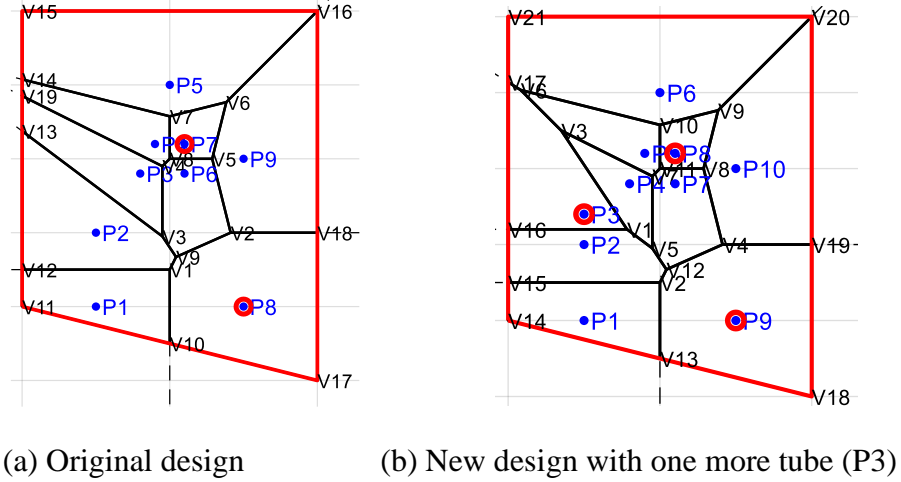 V15 V16
V14 P5
V19 V6
V13 V7
P7
V8 V5 P9
P3 P6
P2 V3 V2 V18
V9
V12 V1
V11 P1 P8
V10
V17
(a) Original design
V21 V20
V17 V6 P6
V9
V3 V10
P8
V11 V8 P10
P4 P7
P3
V16 V1
P2 V5 V4 V19
V12
V15 V2
V14 P1 P9
V13
V18
(b) New design with one more tube (P3)